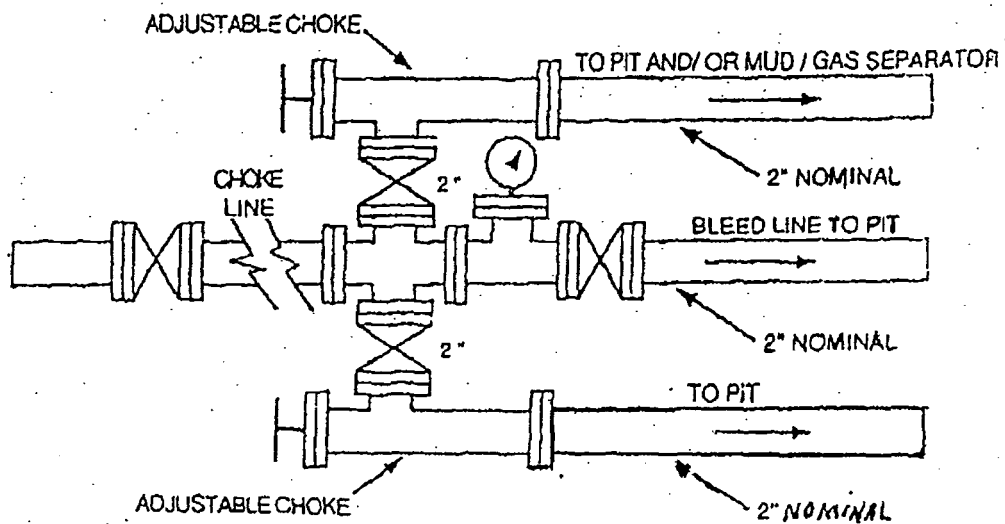 ADJUSTABLE CHOKE
TO PIT AND/ OR MUD / GAS SEPARATOR
2" NOMINAL
2"
CHOKE
LINE
BLEED LINE TO PIT
2" NOMINAL
2"
TO PIT
ADJUSTABLE CHOKE
2" NOMINAL